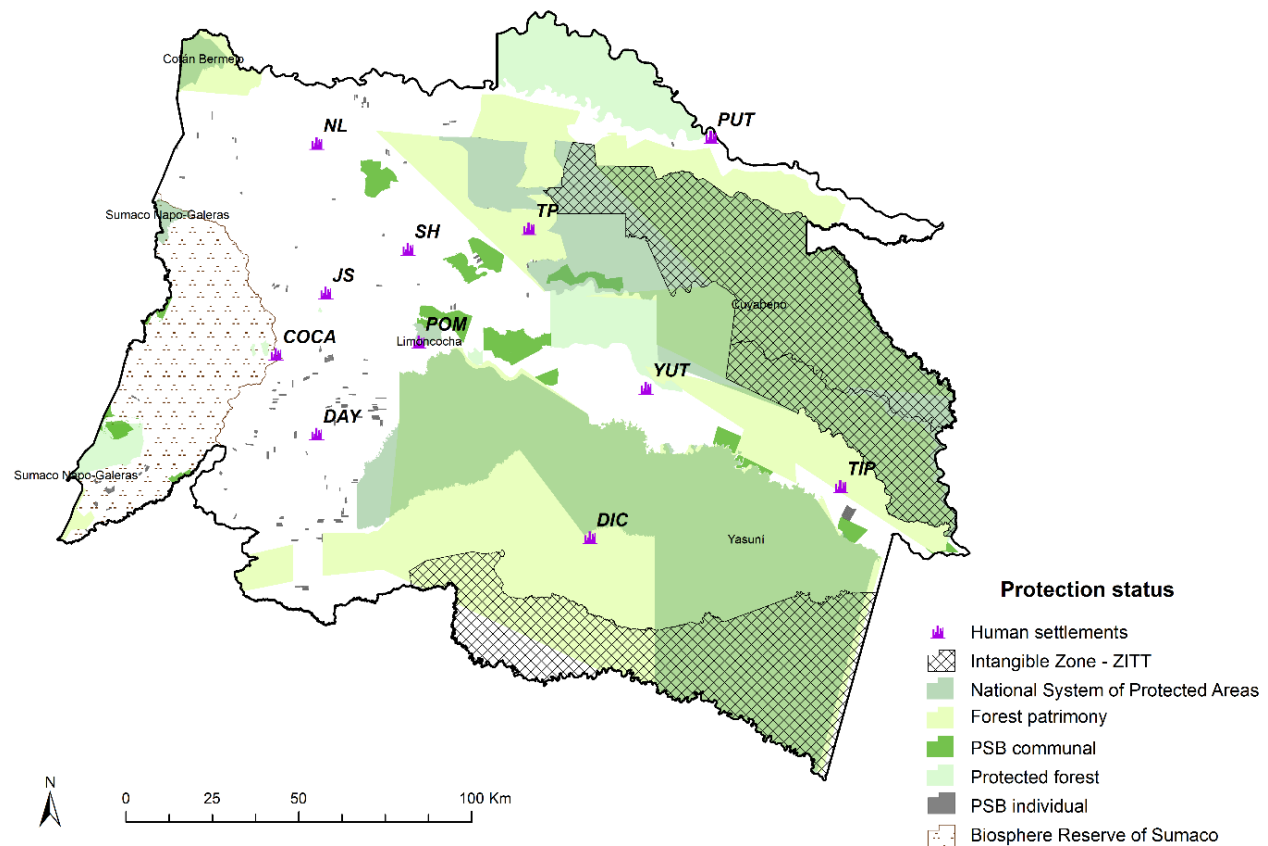 Cofán Bermejo
NL
PUT
Sumaco Napo-Galeras
TP
SH
JS
Cuyabeno
COCA
POM
Limoncocha
YUT
DAY
Sumaco Napo-Galeras
TIP
DIC
Yasuní
Protection status
Human settlements
Intangible Zone - ZITT
National System of Protected Areas
Forest patrimony
PSB communal
Protected forest
PSB individual
Biosphere Reserve of Sumaco
N
0 25 50 100 Km